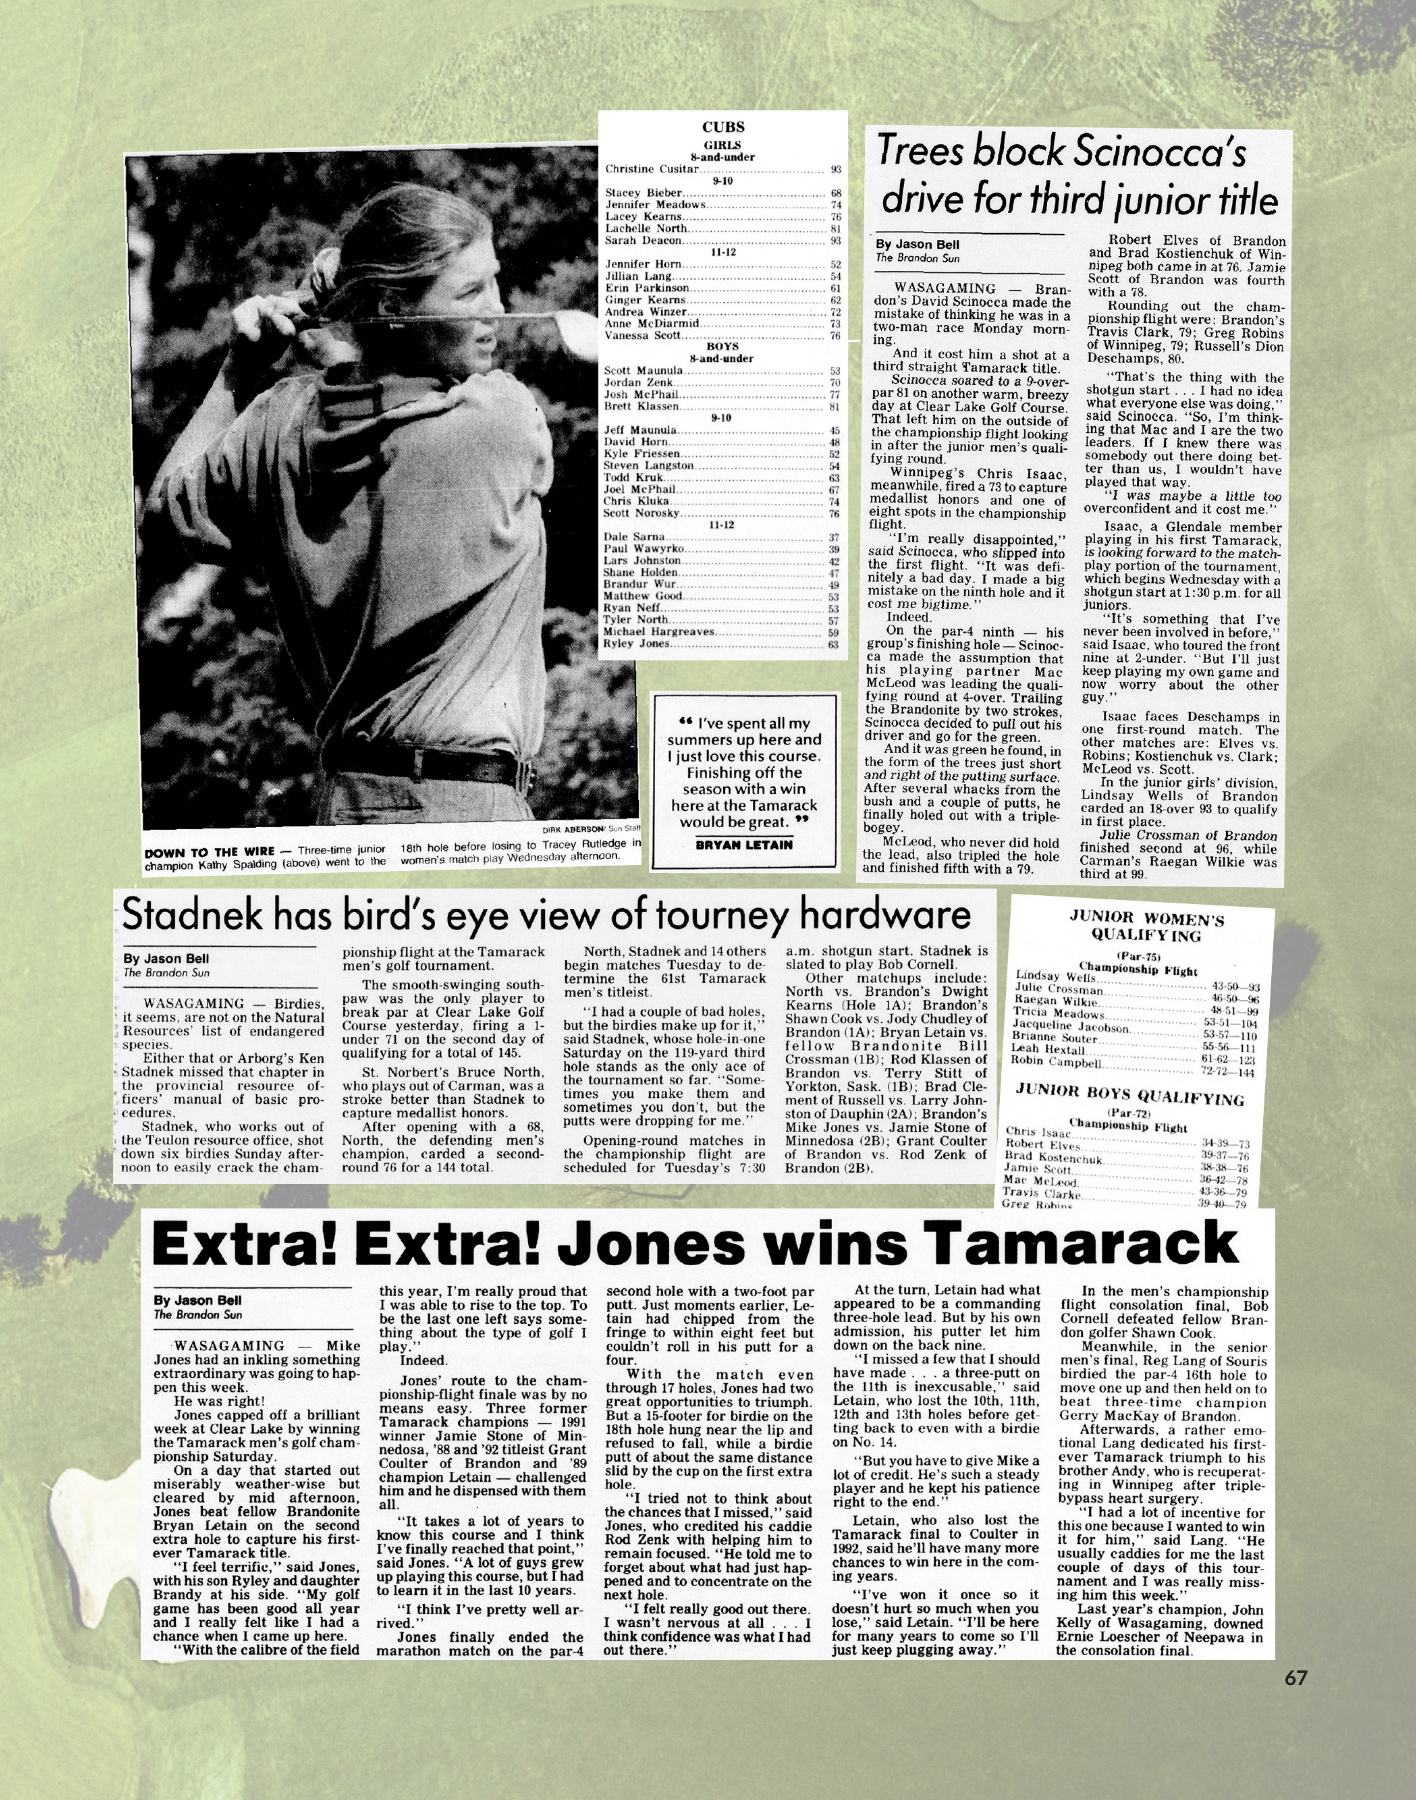 CUBS
GIRLS
8-and-under
Christine Cusitar 93
9-10
Stacey Bieber 68
Jennifer Meadows 74
Lacey Kearns 76
Lachelle North 81
Sarah Deacon 93
11-12
Jennifer Horn 52
Jillian Lang 54
Erin Parkinson 61
Ginger Kearns 62
Andrea Winzer 72
Anne McDiarmid 73
Vanessa Scott 76
BOYS
8-and-under
Scott Maunula 53
Jordan Zenk 70
Josh McPhail 77
Brett Klassen 81
9-10
Jeff Maunula 45
David Horn 48
Kyle Friessen 52
Steven Langston 54
Todd Kruk 63
Joel McPhail 67
Chris Kluka 74
Scott Norosky 76
11-12
Dale Sarna 37
Paul Wawyrko 39
Lars Johnston 42
Shane Holden 47
Brandur Wur 49
Matthew Good 53
Ryan Neff 53
Tyler North 57
Michael Hargreaves 59
Ryley Jones 63
DIRK ABERSON/ Sun Staff
DOWN TO THE WIRE — Three-time junior
champion Kathy Spalding (above) went to the
18th hole before losing to Tracey Rutledge in
women's match play Wednesday afternoon.
“ I've spent all my
summers up here and
I just love this course.
Finishing off the
season with a win
here at the Tamarack
would be great. ”
BRYAN LETAIN
Trees block Scinocca's
drive for third junior title
By Jason Bell
The Brandon Sun
WASAGAMING — Bran-
don's David Scinocca made the
mistake of thinking he was in a
two-man race Monday morn-
ing.
And it cost him a shot at a
third straight Tamarack title.
Scinocca soared to a 9-over-
par 81 on another warm, breezy
day at Clear Lake Golf Course.
That left him on the outside of
the championship flight looking
in after the junior men's quali-
fying round.
Winnipeg's Chris Isaac,
meanwhile, fired a 73 to capture
medallist honors and one of
eight spots in the championship
flight.
"I'm really disappointed,"
said Scinocca, who slipped into
the first flight. "It was defi-
nitely a bad day. I made a big
mistake on the ninth hole and it
cost me bigtime."
Indeed.
On the par-4 ninth — his
group's finishing hole — Scinoc-
ca made the assumption that
his playing partner Mac
McLeod was leading the quali-
fying round at 4-over. Trailing
the Brandonite by two strokes,
Scinocca decided to pull out his
driver and go for the green.
And it was green he found, in
the form of the trees just short
and right of the putting surface.
After several whacks from the
bush and a couple of putts, he
finally holed out with a triple-
bogey.
McLeod, who never did hold
the lead, also tripled the hole
and finished fifth with a 79.
Robert Elves of Brandon
and Brad Kostienchuk of Win-
nipeg both came in at 76. Jamie
Scott of Brandon was fourth
with a 78.
Rounding out the cham-
pionship flight were: Brandon's
Travis Clark, 79; Greg Robins
of Winnipeg, 79; Russell's Dion
Deschamps, 80.
"That's the thing with the
shotgun start . . . I had no idea
what everyone else was doing,"
said Scinocca. "So, I'm think-
ing that Mac and I are the two
leaders. If I knew there was
somebody out there doing bet-
ter than us, I wouldn't have
played that way.
"I was maybe a little too
overconfident and it cost me."
Isaac, a Glendale member
playing in his first Tamarack,
is looking forward to the match-
play portion of the tournament,
which begins Wednesday with a
shotgun start at 1:30 p.m. for all
juniors.
"It's something that I've
never been involved in before,"
said Isaac, who toured the front
nine at 2-under. "But I'll just
keep playing my own game and
now worry about the other
guy."
Isaac faces Deschamps in
one first-round match. The
other matches are: Elves vs.
Robins; Kostienchuk vs. Clark;
McLeod vs. Scott.
In the junior girls' division,
Lindsay Wells of Brandon
carded an 18-over 93 to qualify
in first place.
Julie Crossman of Brandon
finished second at 96, while
Carman's Raegan Wilkie was
third at 99.
Stadnek has bird's eye view of tourney hardware
By Jason Bell
The Brandon Sun
WASAGAMING — Birdies,
it seems, are not on the Natural
Resources' list of endangered
species.
Either that or Arborg's Ken
Stadnek missed that chapter in
the provincial resource of-
ficers' manual of basic pro-
cedures.
Stadnek, who works out of
the Teulon resource office, shot
down six birdies Sunday after-
noon to easily crack the cham-
pionship flight at the Tamarack
men's golf tournament.
The smooth-swinging south-
paw was the only player to
break par at Clear Lake Golf
Course yesterday, firing a 1-
under 71 on the second day of
qualifying for a total of 145.
St. Norbert's Bruce North,
who plays out of Carman, was a
stroke better than Stadnek to
capture medallist honors.
After opening with a 68,
North, the defending men's
champion, carded a second-
round 76 for a 144 total.
North, Stadnek and 14 others
begin matches Tuesday to de-
termine the 61st Tamarack
men's titleist.
"I had a couple of bad holes,
but the birdies make up for it,"
said Stadnek, whose hole-in-one
Saturday on the 119-yard third
hole stands as the only ace of
the tournament so far. "Some-
times you make them and
sometimes you don't, but the
putts were dropping for me."
Opening-round matches in
the championship flight are
scheduled for Tuesday's 7:30
a.m. shotgun start. Stadnek is
slated to play Bob Cornell.
Other matchups include:
North vs. Brandon's Dwight
Kearns (Hole 1A); Brandon's
Shawn Cook vs. Jody Chudley of
Brandon (1A); Bryan Letain vs.
fellow Brandonite Bill
Crossman (1B); Rod Klassen of
Brandon vs. Terry Stitt of
Yorkton, Sask. (1B); Brad Cle-
ment of Russell vs. Larry John-
ston of Dauphin (2A); Brandon's
Mike Jones vs. Jamie Stone of
Minnedosa (2B); Grant Coulter
of Brandon vs. Rod Zenk of
Brandon (2B).
JUNIOR WOMEN'S
QUALIFYING
(Par-75)
Championship Flight
Lindsay Wells 43-50—93
Julie Crossman 46-50—96
Raegan Wilkie 48-51—99
Tricia Meadows 53-51—104
Jacqueline Jacobson 53-57—110
Brianne Souter 55-56—111
Leah Hextall 61-62—123
Robin Campbell 72-72—144
JUNIOR BOYS QUALIFYING
(Par-72)
Championship Flight
Chris Isaac 34-39—73
Robert Elves 39-37—76
Brad Kostenchuk 38-38—76
Jamie Scott 36-42—78
Mac McLeod 43-36—79
Travis Clarke 39-40—79
Greg Robins
Extra! Extra! Jones wins Tamarack
By Jason Bell
The Brandon Sun
WASAGAMING — Mike
Jones had an inkling something
extraordinary was going to hap-
pen this week.
He was right!
Jones capped off a brilliant
week at Clear Lake by winning
the Tamarack men's golf cham-
pionship Saturday.
On a day that started out
miserably weather-wise but
cleared by mid afternoon,
Jones beat fellow Brandonite
Bryan Letain on the second
extra hole to capture his first-
ever Tamarack title.
"I feel terrific," said Jones,
with his son Ryley and daughter
Brandy at his side. "My golf
game has been good all year
and I really felt like I had a
chance when I came up here.
"With the calibre of the field
this year, I'm really proud that
I was able to rise to the top. To
be the last one left says some-
thing about the type of golf I
play."
Indeed.
Jones' route to the cham-
pionship-flight finale was by no
means easy. Three former
Tamarack champions — 1991
winner Jamie Stone of Min-
nedosa, '88 and '92 titleist Grant
Coulter of Brandon and '89
champion Letain — challenged
him and he dispensed with them
all.
"It takes a lot of years to
know this course and I think
I've finally reached that point,"
said Jones. "A lot of guys grew
up playing this course, but I had
to learn it in the last 10 years.
"I think I've pretty well ar-
rived."
Jones finally ended the
marathon match on the par-4
second hole with a two-foot par
putt. Just moments earlier, Le-
tain had chipped from the
fringe to within eight feet but
couldn't roll in his putt for a
four.
With the match even
through 17 holes, Jones had two
great opportunities to triumph.
But a 15-footer for birdie on the
18th hole hung near the lip and
refused to fall, while a birdie
putt of about the same distance
slid by the cup on the first extra
hole.
"I tried not to think about
the chances that I missed," said
Jones, who credited his caddie
Rod Zenk with helping him to
remain focused. "He told me to
forget about what had just hap-
pened and to concentrate on the
next hole.
"I felt really good out there.
I wasn't nervous at all . . . I
think confidence was what I had
out there."
At the turn, Letain had what
appeared to be a commanding
three-hole lead. But by his own
admission, his putter let him
down on the back nine.
"I missed a few that I should
have made . . . a three-putt on
the 11th is inexcusable," said
Letain, who lost the 10th, 11th,
12th and 13th holes before get-
ting back to even with a birdie
on No. 14.
"But you have to give Mike a
lot of credit. He's such a steady
player and he kept his patience
right to the end."
Letain, who also lost the
Tamarack final to Coulter in
1992, said he'll have many more
chances to win here in the com-
ing years.
"I've won it once so it
doesn't hurt so much when you
lose," said Letain. "I'll be here
for many years to come so I'll
just keep plugging away."
In the men's championship
flight consolation final, Bob
Cornell defeated fellow Bran-
don golfer Shawn Cook.
Meanwhile, in the senior
men's final, Reg Lang of Souris
birdied the par-4 16th hole to
move one up and then held on to
beat three-time champion
Gerry MacKay of Brandon.
Afterwards, a rather emo-
tional Lang dedicated his first-
ever Tamarack triumph to his
brother Andy, who is recuperat-
ing in Winnipeg after triple-
bypass heart surgery.
"I had a lot of incentive for
this one because I wanted to win
it for him," said Lang. "He
usually caddies for me the last
couple of days of this tour-
nament and I was really miss-
ing him this week."
Last year's champion, John
Kelly of Wasagaming, downed
Ernie Loescher of Neepawa in
the consolation final.
67